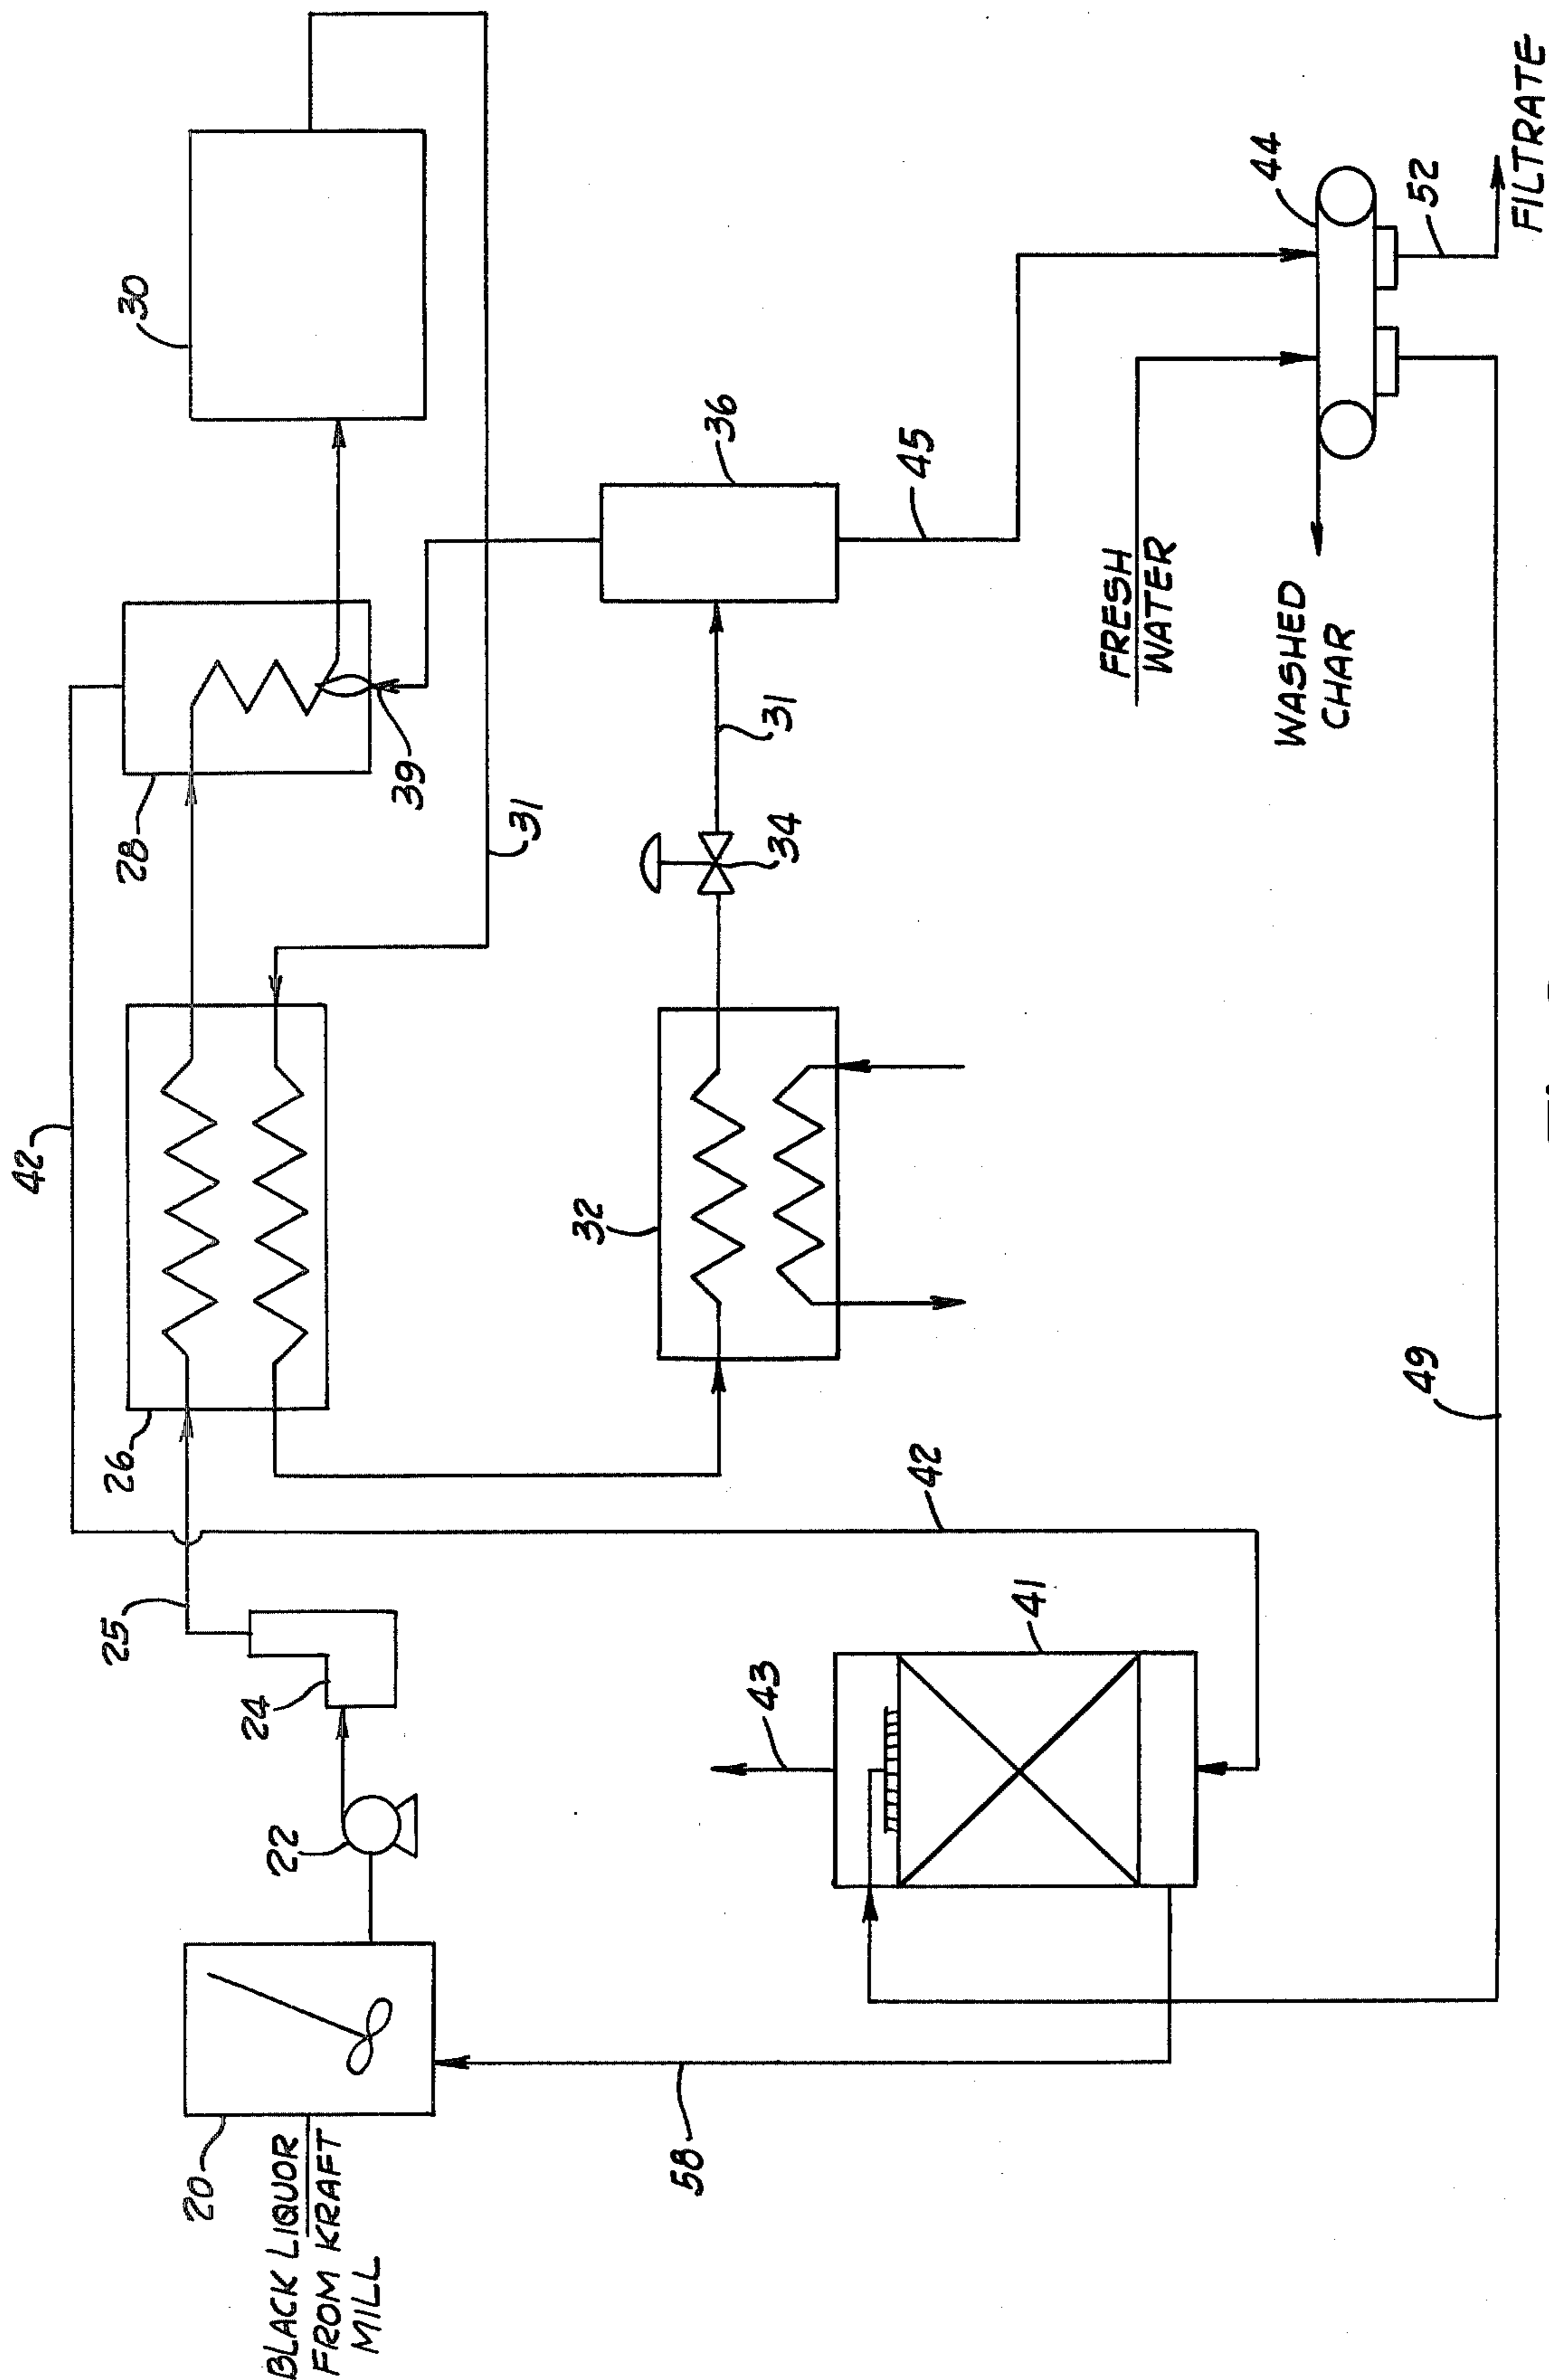 30
42
28
39
31
26
25
24
22
20
BLACK LIQUOR
FROM KRAFT
MILL
32
34
31
36
45
42
43
41
58
49
FRESH
WATER
WASHED
CHAR
44
52
FILTRATE